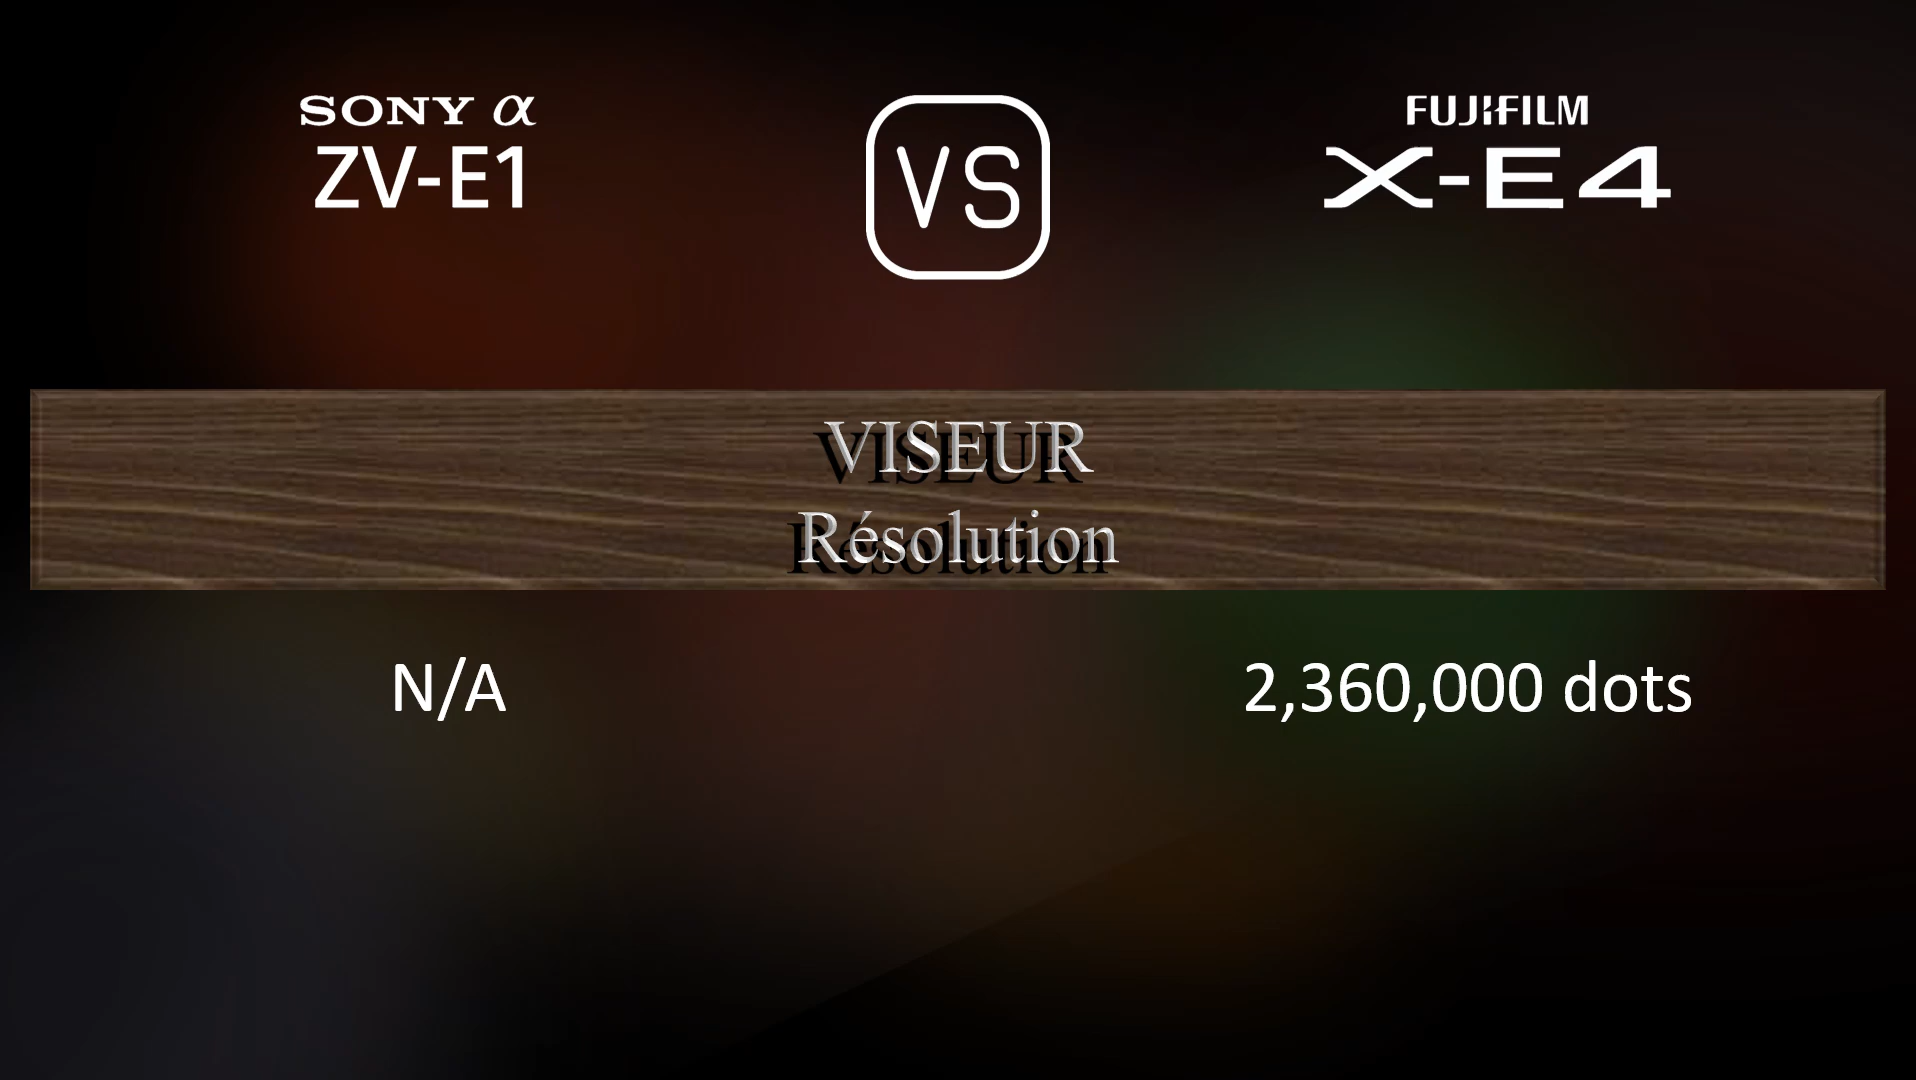 SONY α
ZV-E1
VS
FUJIFILM
X-E4
VISEUR
Résolution
N/A
2,360,000 dots